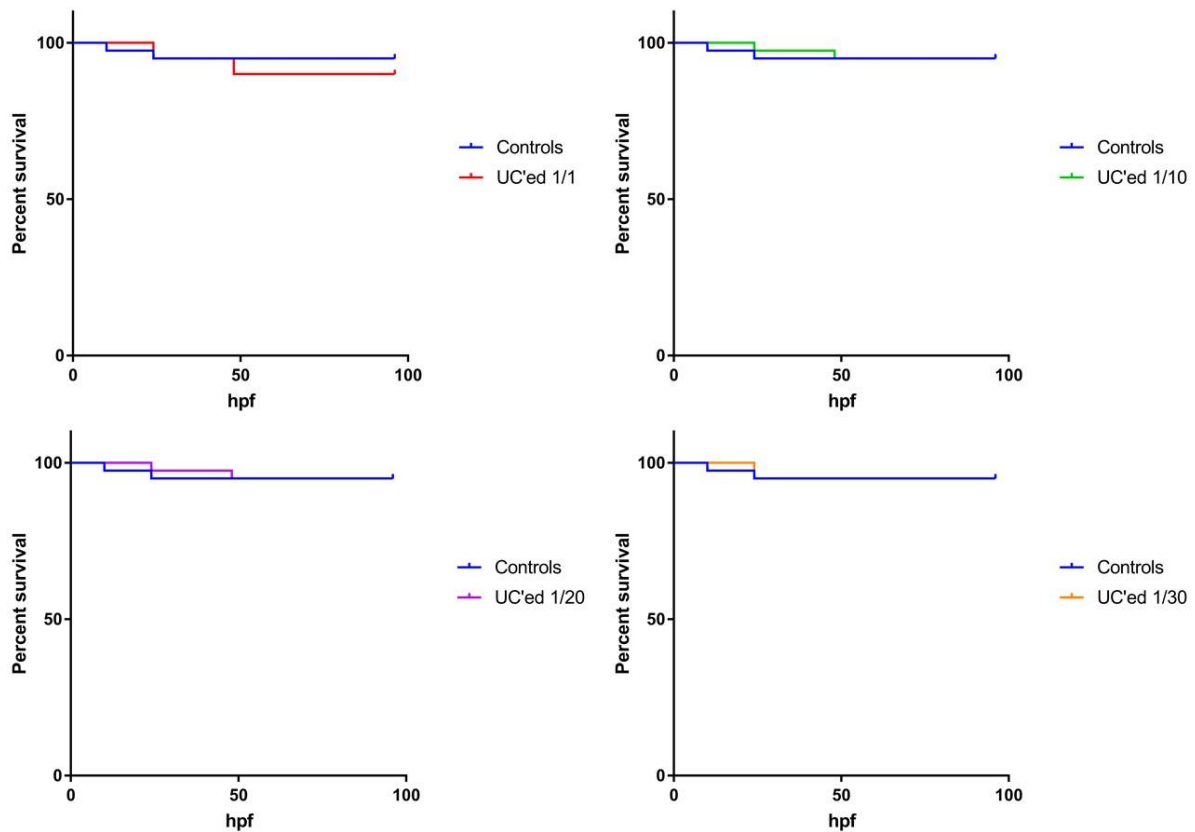 Percent survival
100
50
0
0 50 100
hpf
Controls
UC'ed 1/1
Percent survival
100
50
0
0 50 100
hpf
Controls
UC'ed 1/10
Percent survival
100
50
0
0 50 100
hpf
Controls
UC'ed 1/20
Percent survival
100
50
0
0 50 100
hpf
Controls
UC'ed 1/30